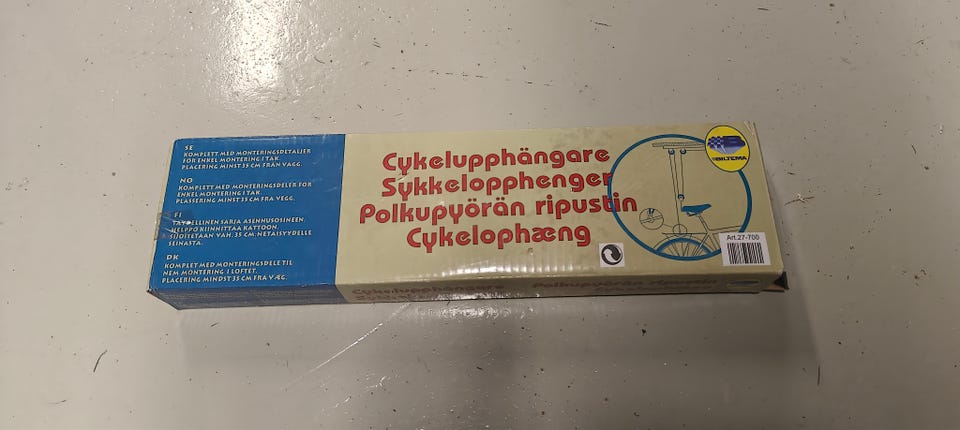 SE
KOMPLETT MED MONTERINGSDETALJER
FÖR ENKEL MONTERING I TAK.
PLACERING MINST 35 CM FRÅN VÄGG.
NO
KOMPLETT MED MONTERINGSDELER FOR
ENKEL MONTERING I TAK.
PLASSERING MINST 35 CM FRA VEGG.
FI
TÄYDELLINEN SARJA ASENNUSOSINEEN.
HELPPO KIINNITTÄÄ KATTOON.
SIJOITETAAN VÄH. 35 CM:N ETÄISYYDELLE
SEINÄSTÄ.
DK
KOMPLET MED MONTERINGSDELE TIL
NEM MONTERING I LOFTET.
PLACERING MINDST 35 CM FRA VÆG.
Cykelupphängare
Sykkelopphenger
Polkupyörän ripustin
Cykelophæng
BILTEMA
Art.27-700
Cykelupphängare
Polkupyörän ripustin